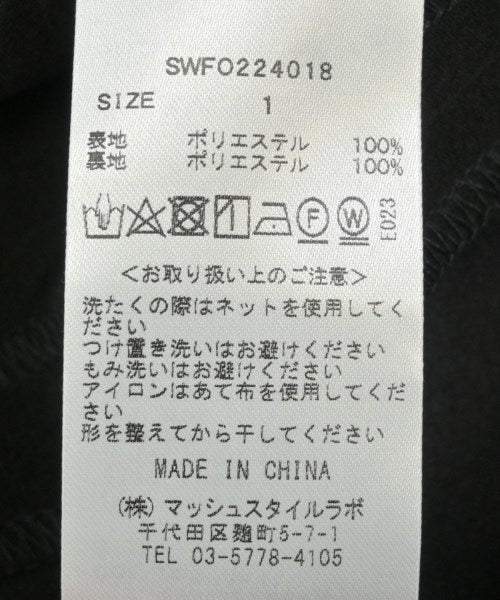 SWFO224018
SIZE 1
表地 ポリエステル 100%
裏地 ポリエステル 100%
F W E023
<お取り扱い上のご注意>
洗たくの際はネットを使用してく
ださい
つけ置き洗いはお避けください
もみ洗いはお避けください
アイロンはあて布を使用してくだ
さい
形を整えてから干してください
MADE IN CHINA
(株)マッシュスタイルラボ
千代田区麹町5-7-1
TEL 03-5778-4105